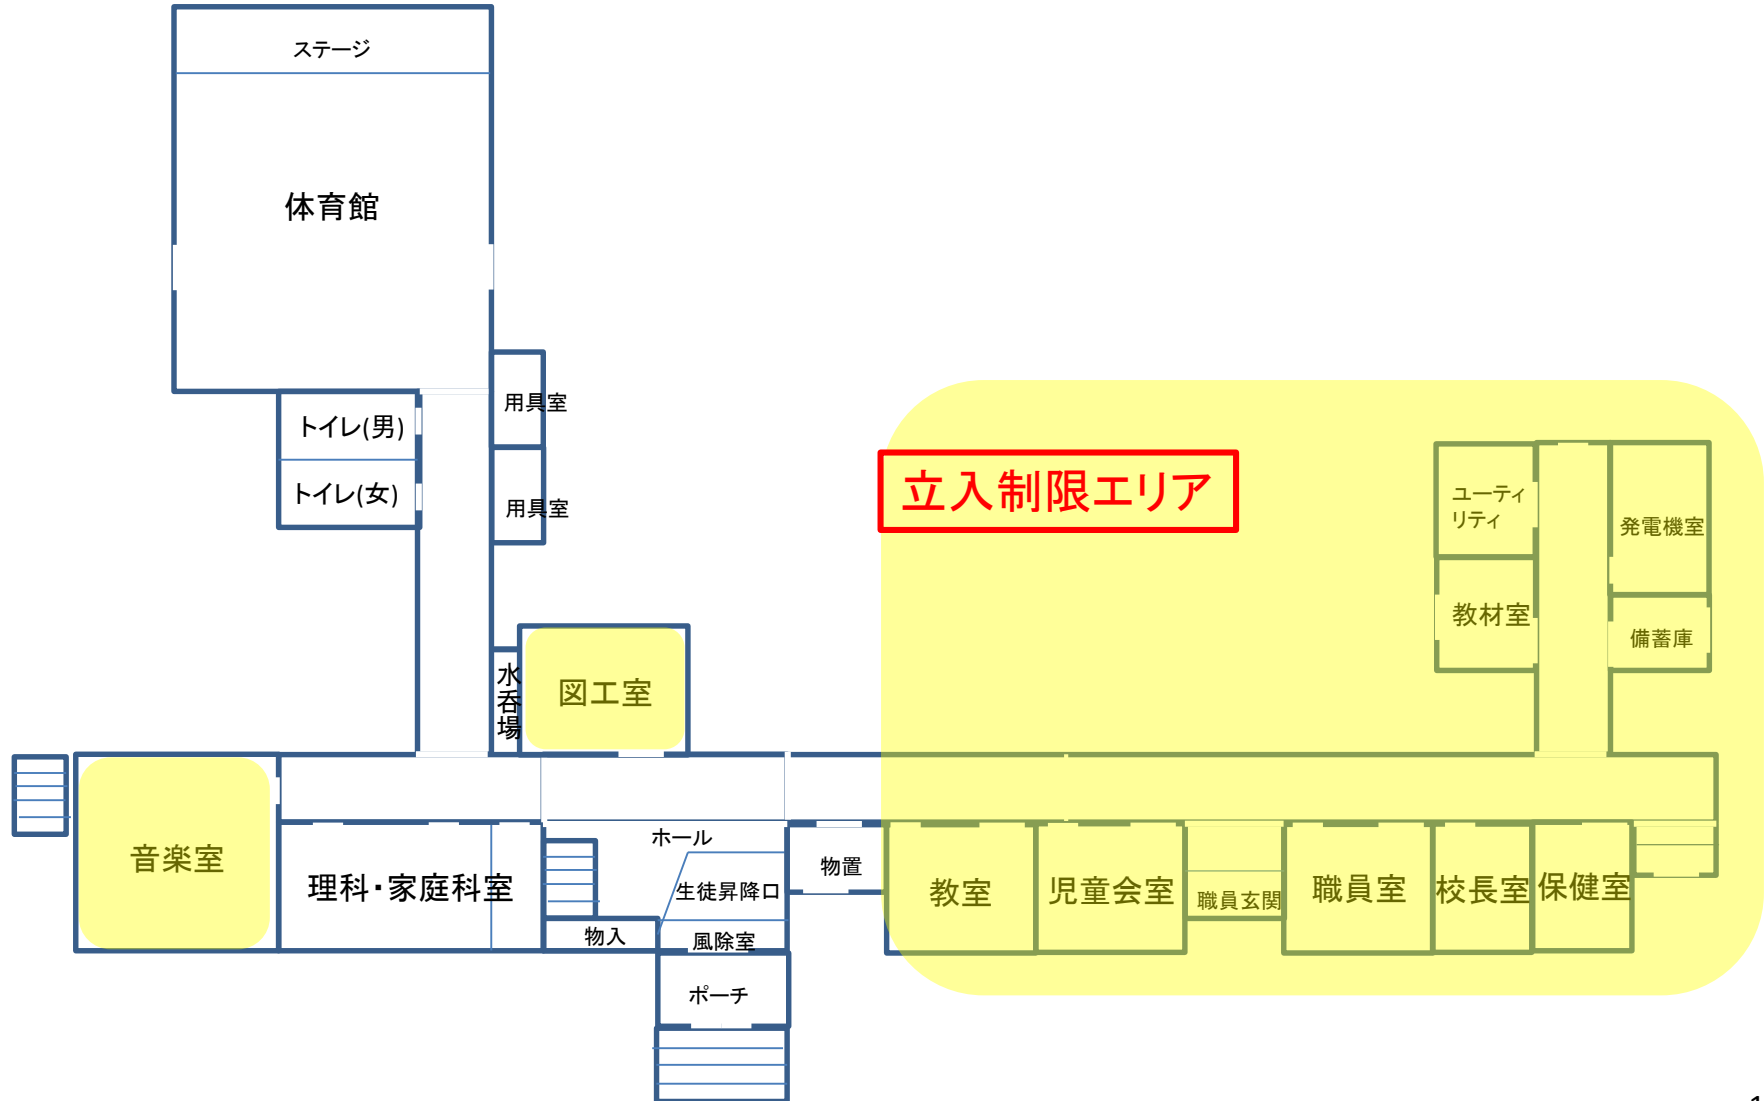 ステージ
体育館
用具室
トイレ(男)
立入制限エリア
トイレ(女)
用具室
ユーティ
リティ
発電機室
教材室
備蓄庫
水呑場
図工室
ホール
音楽室
理科・家庭科室
生徒昇降口
物置
教室
児童会室
職員玄関
職員室
校長室
保健室
物入
風除室
ポーチ